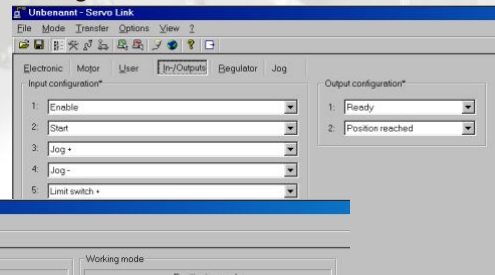 Unbenannt - Servo Link
File Mode Transfer Options View ?
Electronic Motor User In-/Outputs Regulator Jog
Input configuration*
Output configuration*
1: Enable
1: Ready
2: Start
2: Position reached
3: Jog +
4: Jog -
5: Limit switch +
Working mode